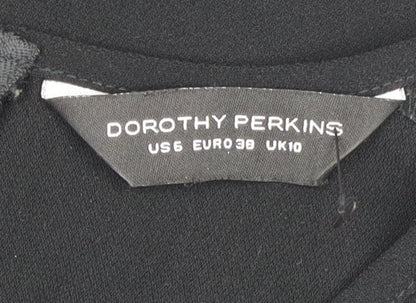 DOROTHY PERKINS
US6 EURO38 UK10